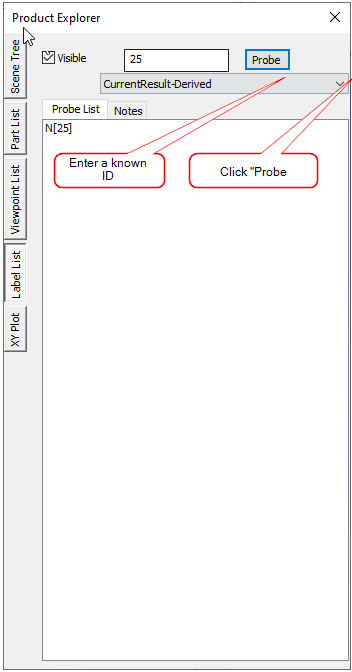 Product Explorer
Scene Tree
Part List
Viewpoint List
Label List
XY Plot
Visible
25
Probe
CurrentResult-Derived
Probe List
Notes
N[25]
Enter a known
ID
Click "Probe